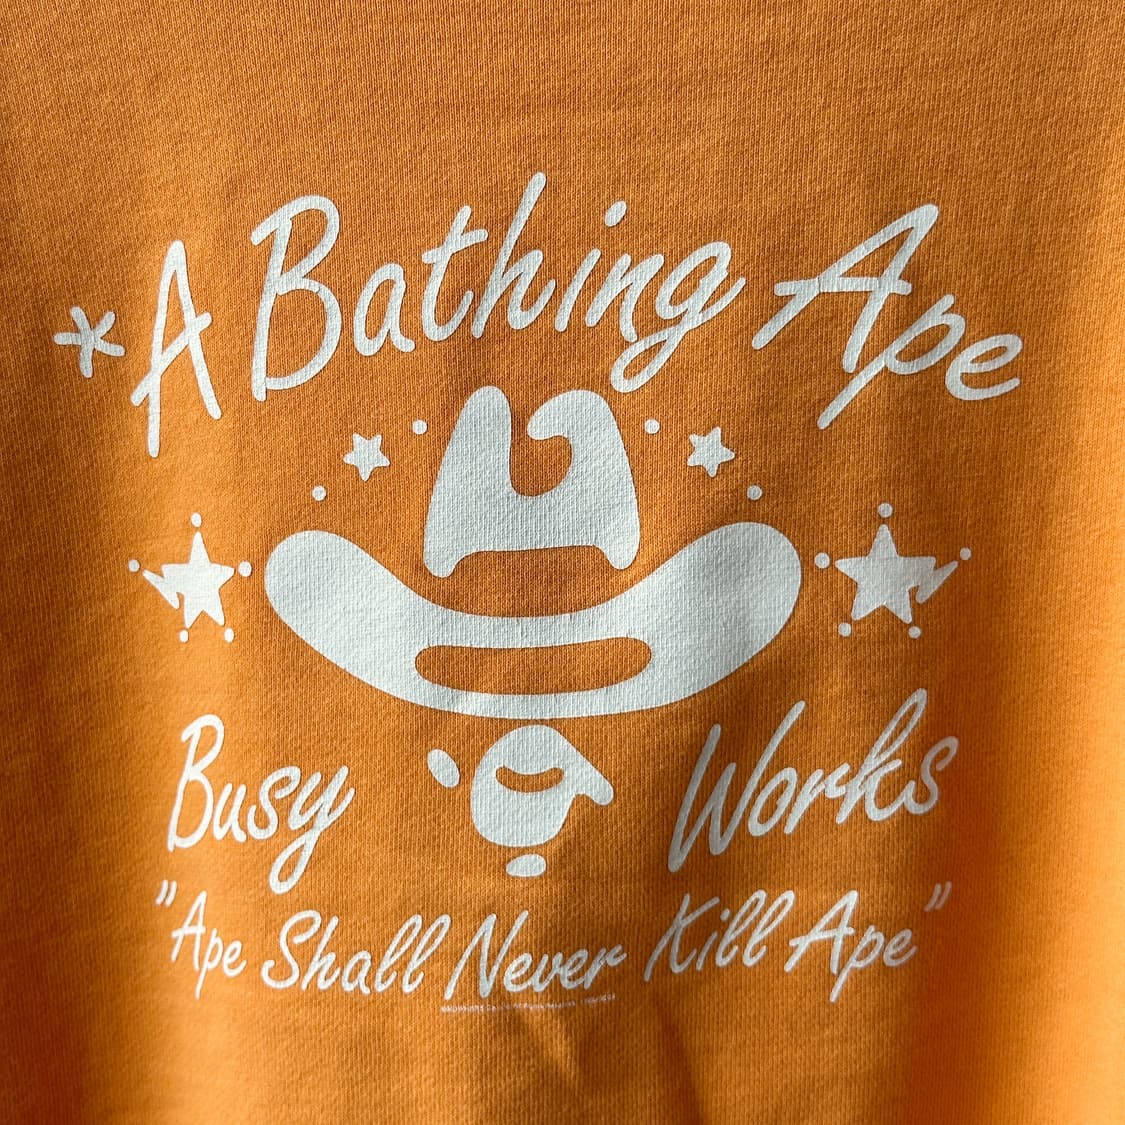 *A Bathing Ape
Busy Works
"Ape Shall Never Kill Ape"